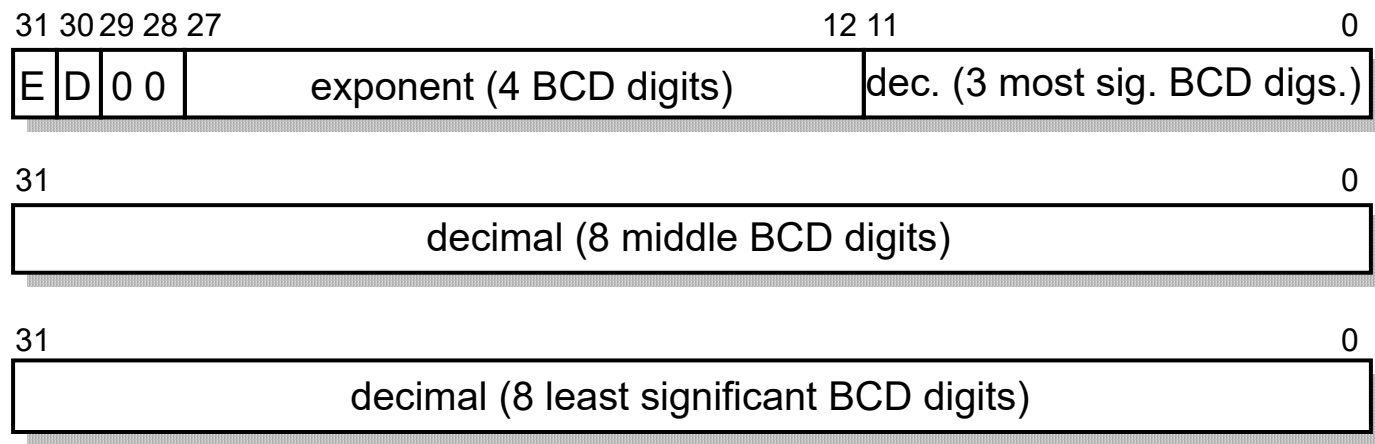 31 30 29 28 27 12 11 0
E D 0 0 exponent (4 BCD digits) dec. (3 most sig. BCD digs.)
31 0
decimal (8 middle BCD digits)
31 0
decimal (8 least significant BCD digits)